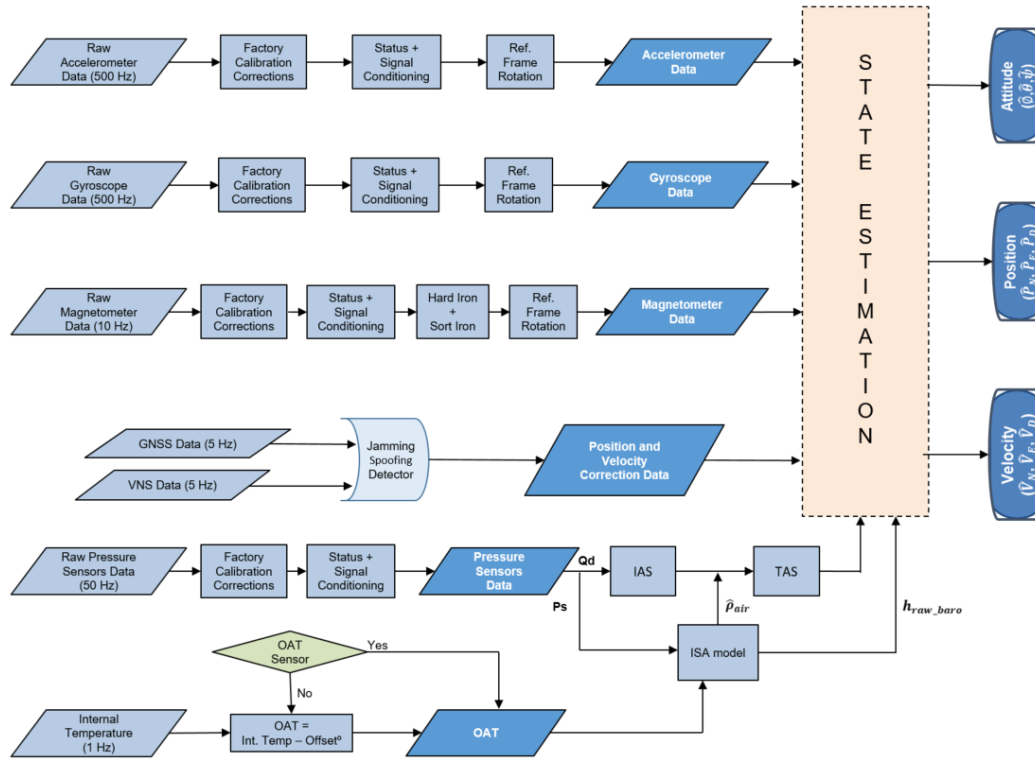 Raw
Accelerometer
Data (500 Hz)
Factory
Calibration
Corrections
Status +
Signal
Conditioning
Ref.
Frame
Rotation
Accelerometer
Data
Raw
Gyroscope
Data (500 Hz)
Factory
Calibration
Corrections
Status +
Signal
Conditioning
Ref.
Frame
Rotation
Gyroscope
Data
Raw
Magnetometer
Data (10 Hz)
Factory
Calibration
Corrections
Status +
Signal
Conditioning
Hard Iron
+
Sort Iron
Ref.
Frame
Rotation
Magnetometer
Data
GNSS Data (5 Hz)
VNS Data (5 Hz)
Jamming
Spoofing
Detector
Position and
Velocity
Correction Data
Raw Pressure
Sensors Data
(50 Hz)
Factory
Calibration
Corrections
Status +
Signal
Conditioning
Pressure
Sensors
Data
Qd
Ps
IAS
TAS
ρ̂air
ISA model
hraw_baro
OAT
Sensor
Yes
No
Internal
Temperature
(1 Hz)
OAT =
Int. Temp – Offsetº
OAT
STATE ESTIMATION
Attitude
(∅̂,θ̂,ψ̂)
Position
(P̂N, P̂E, P̂D)
Velocity
(V̂N, V̂E, V̂D)